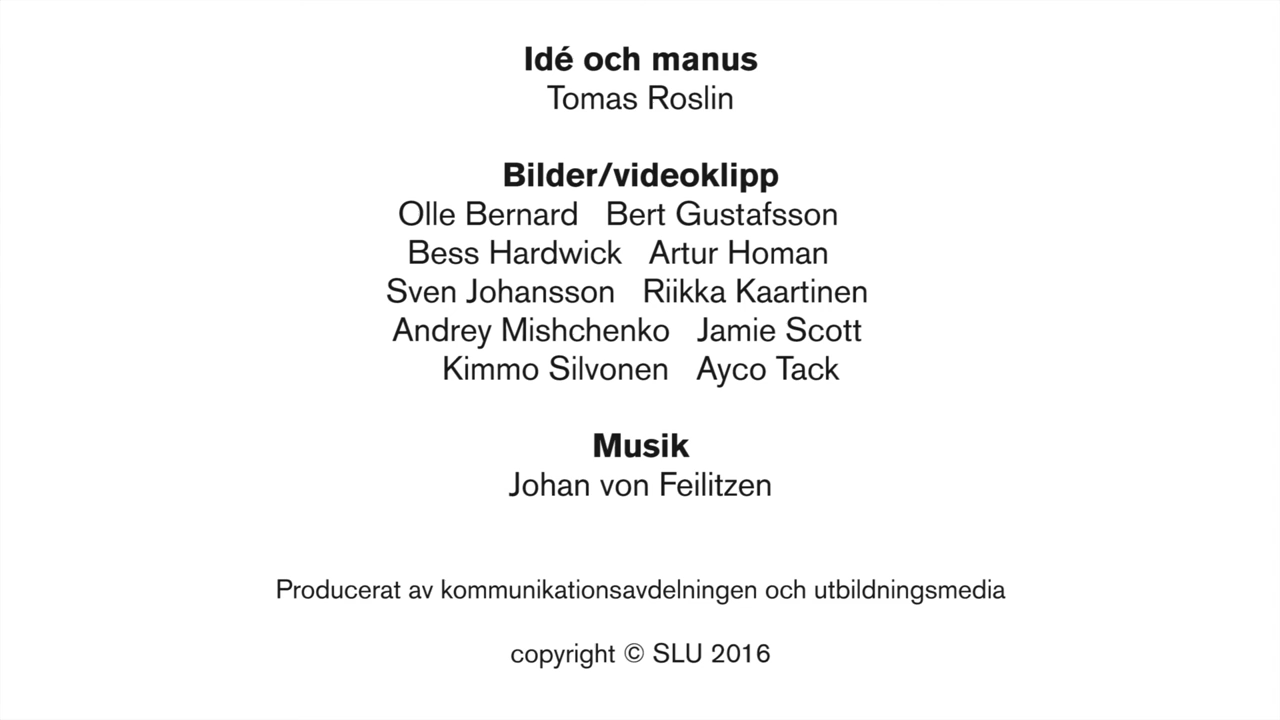 Idé och manus
Tomas Roslin
Bilder/videoklipp
Olle Bernard Bert Gustafsson
Bess Hardwick Artur Homan
Sven Johansson Riikka Kaartinen
Andrey Mishchenko Jamie Scott
Kimmo Silvonen Ayco Tack
Musik
Johan von Feilitzen
Producerat av kommunikationsavdelningen och utbildningsmedia
copyright © SLU 2016